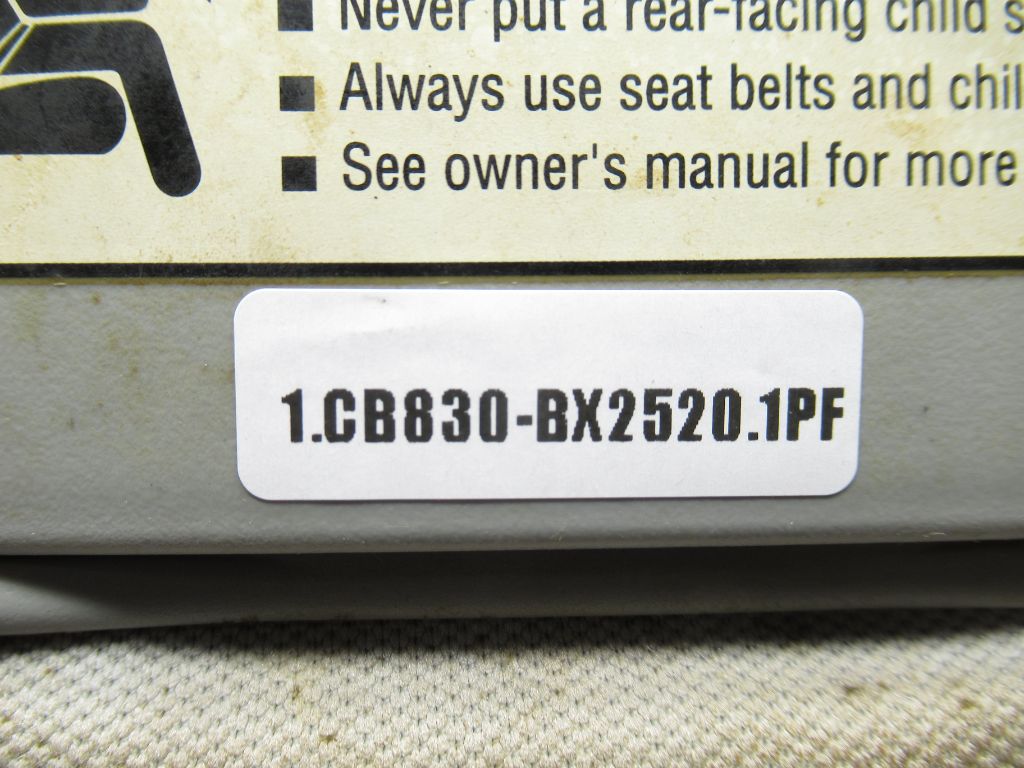 Never put a rear-facing child
Always use seat belts and
See owner's manual for more
1.CB830-BX2520.1PF